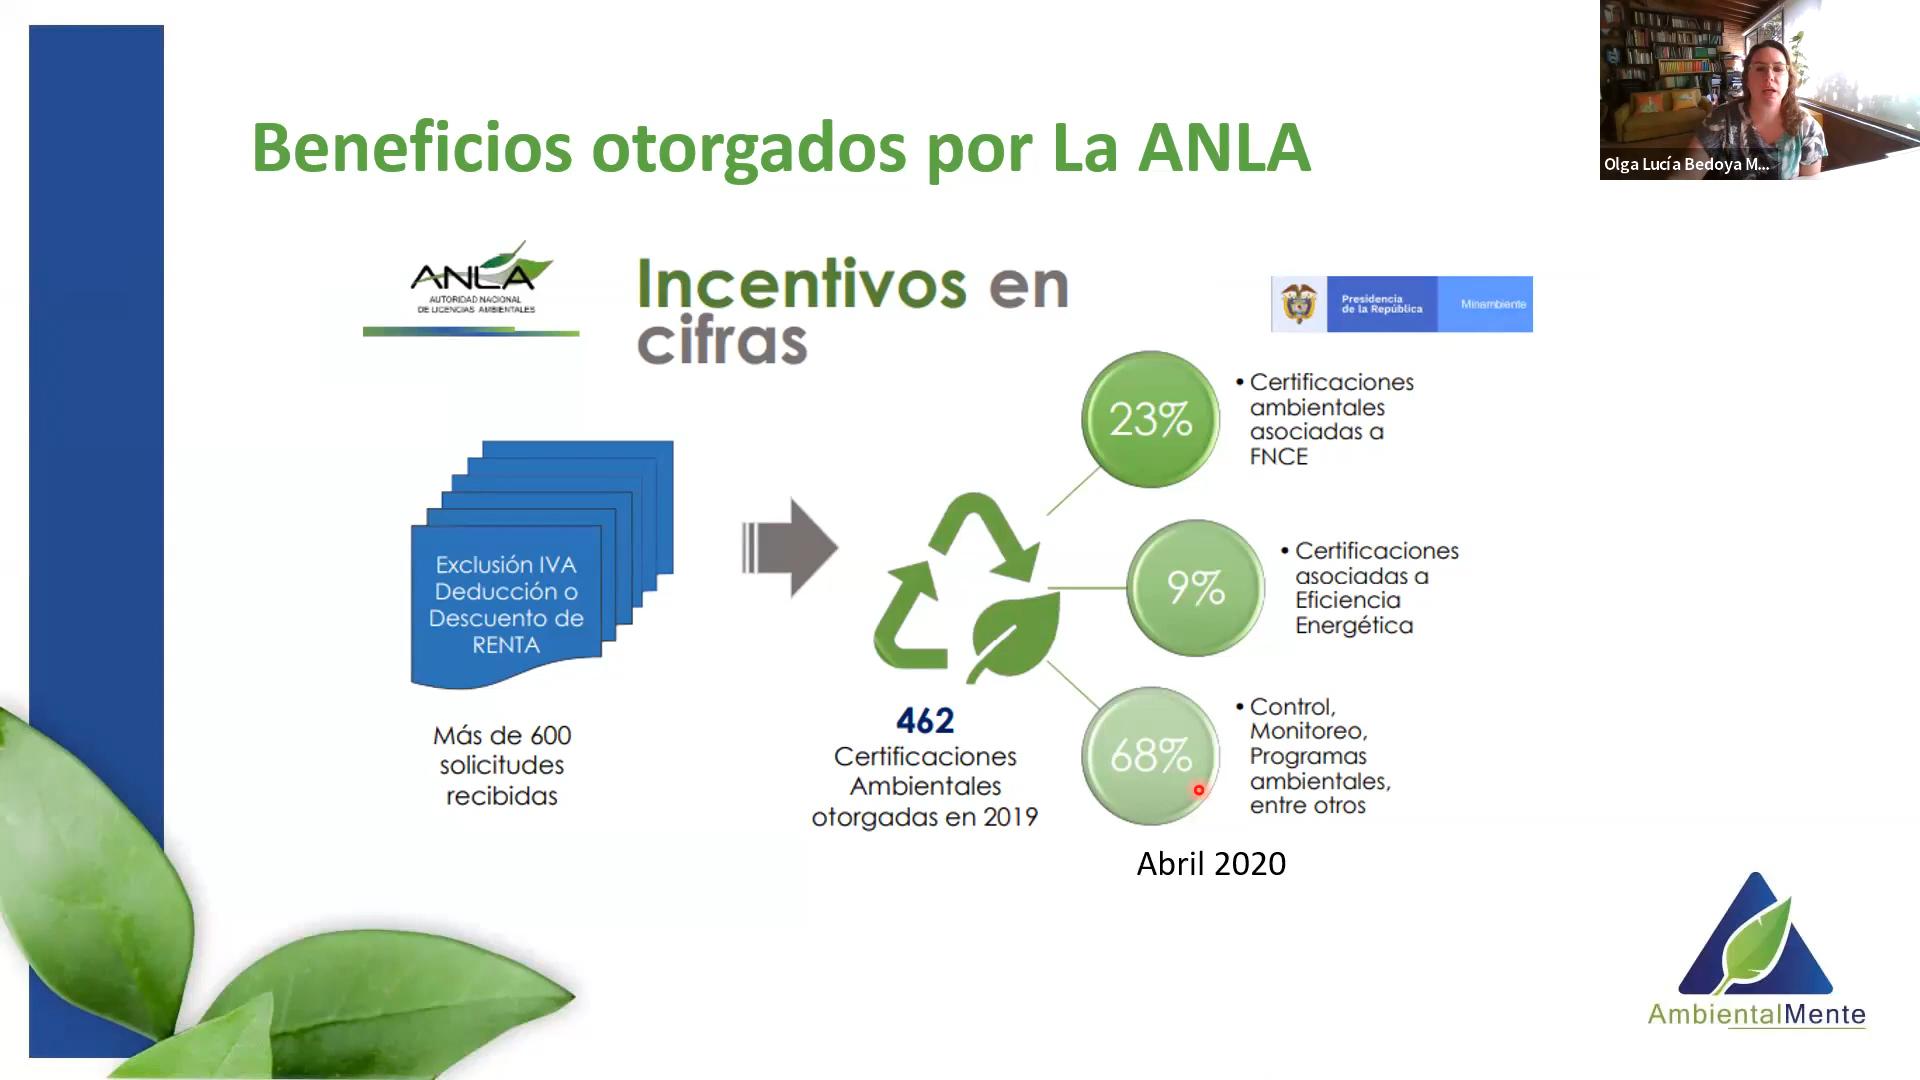 Beneficios otorgados por La ANLA
Olga Lucía Bedoya M...
ANLA
AUTORIDAD NACIONAL
DE LICENCIAS AMBIENTALES
Incentivos en
cifras
Presidencia
de la República
Minambiente
Exclusión IVA
Deducción o
Descuento de
RENTA
Más de 600
solicitudes
recibidas
462
Certificaciones
Ambientales
otorgadas en 2019
23%
• Certificaciones
ambientales
asociadas a
FNCE
9%
• Certificaciones
asociadas a
Eficiencia
Energética
68%
• Control,
Monitoreo,
Programas
ambientales,
entre otros
Abril 2020
AmbientalMente